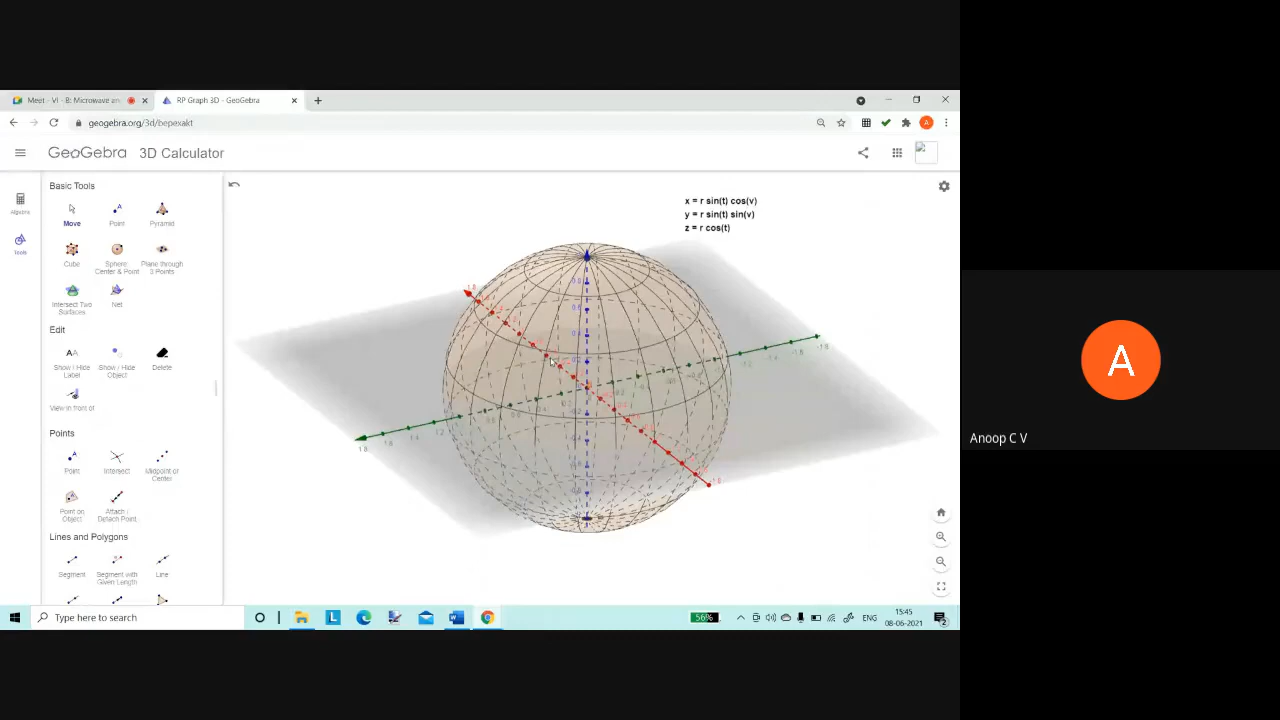 Meet - VI - B: Microwave an
RP Graph 3D - GeoGebra
geogebra.org/3d/bepexakt
A
GeoGebra 3D Calculator
Algebra
Tools
Basic Tools
Move Point Pyramid
Cube Sphere: Center & Point Plane through 3 Points
Intersect Two Surfaces Net
Edit
Show / Hide Label Show / Hide Object Delete
View in front of
Points
Point Intersect Midpoint or Center
Point on Object Attach / Detach Point
Lines and Polygons
Segment Segment with Given Length Line
x = r sin(t) cos(v)
y = r sin(t) sin(v)
z = r cos(t)
A
Anoop C V
Type here to search
L
56%
ENG
15:45
08-06-2021
2